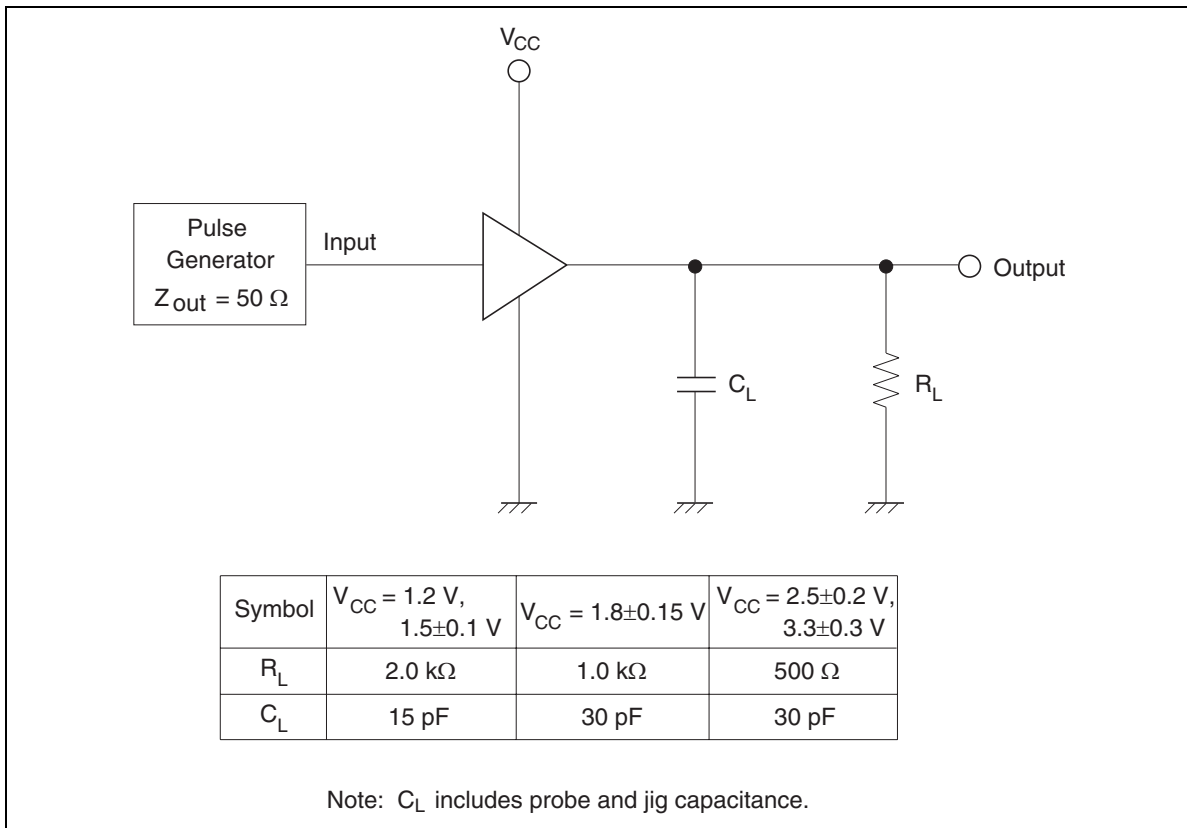 VCC
Pulse
Generator
Zout = 50 Ω
Input
Output
CL
RL
Symbol
VCC = 1.2 V,
1.5±0.1 V
VCC = 1.8±0.15 V
VCC = 2.5±0.2 V,
3.3±0.3 V
RL
2.0 kΩ
1.0 kΩ
500 Ω
CL
15 pF
30 pF
30 pF
Note: CL includes probe and jig capacitance.